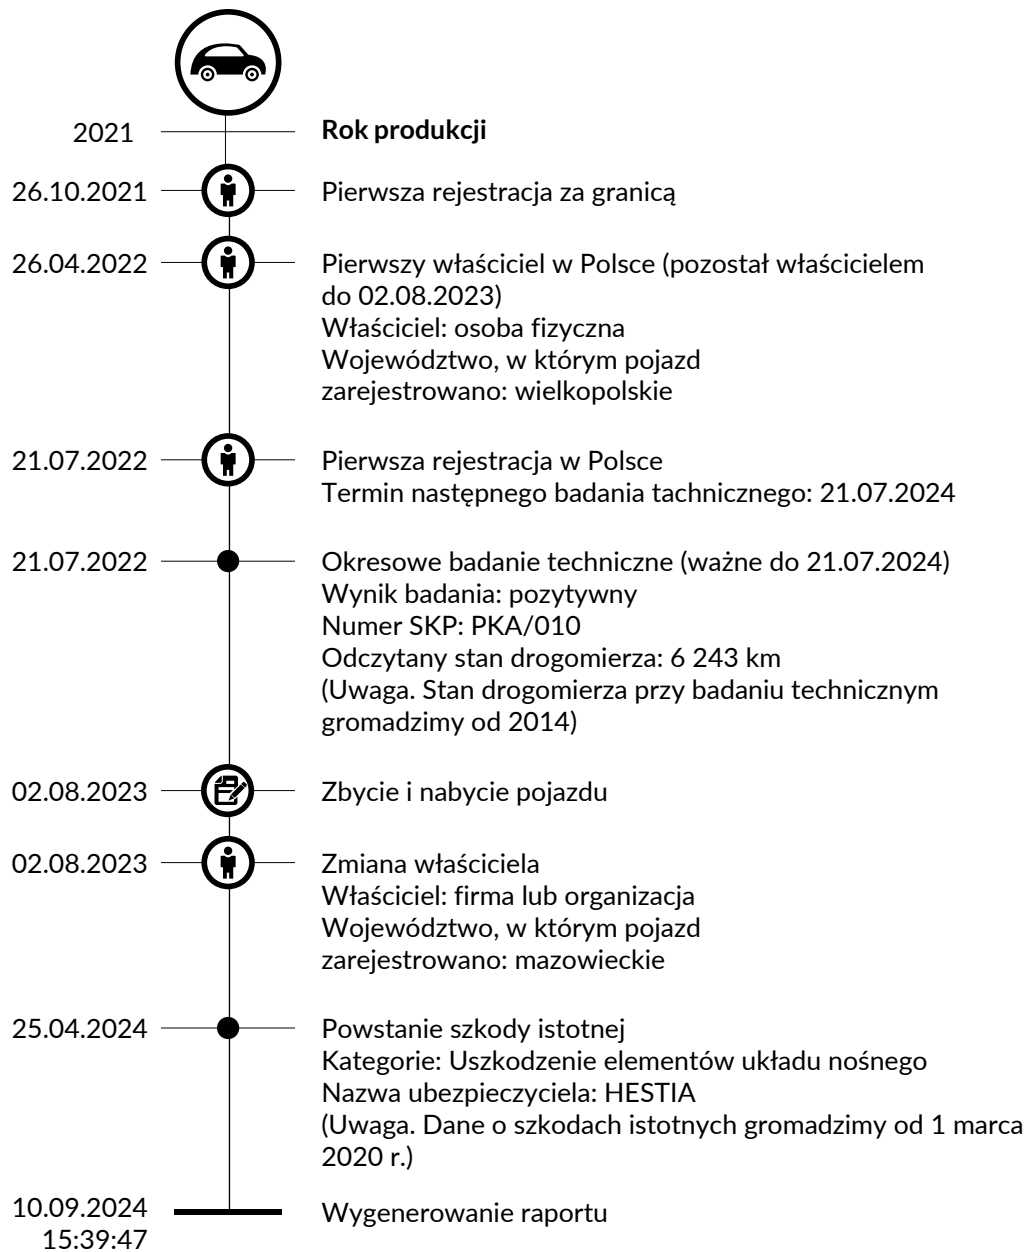 2021
Rok produkcji
26.10.2021
Pierwsza rejestracja za granicą
26.04.2022
Pierwszy właściciel w Polsce (pozostał właścicielem
do 02.08.2023)
Właściciel: osoba fizyczna
Województwo, w którym pojazd
zarejestrowano: wielkopolskie
21.07.2022
Pierwsza rejestracja w Polsce
Termin następnego badania tachnicznego: 21.07.2024
21.07.2022
Okresowe badanie techniczne (ważne do 21.07.2024)
Wynik badania: pozytywny
Numer SKP: PKA/010
Odczytany stan drogomierza: 6 243 km
(Uwaga. Stan drogomierza przy badaniu technicznym
gromadzimy od 2014)
02.08.2023
Zbycie i nabycie pojazdu
02.08.2023
Zmiana właściciela
Właściciel: firma lub organizacja
Województwo, w którym pojazd
zarejestrowano: mazowieckie
25.04.2024
Powstanie szkody istotnej
Kategorie: Uszkodzenie elementów układu nośnego
Nazwa ubezpieczyciela: HESTIA
(Uwaga. Dane o szkodach istotnych gromadzimy od 1 marca
2020 r.)
10.09.2024
15:39:47
Wygenerowanie raportu